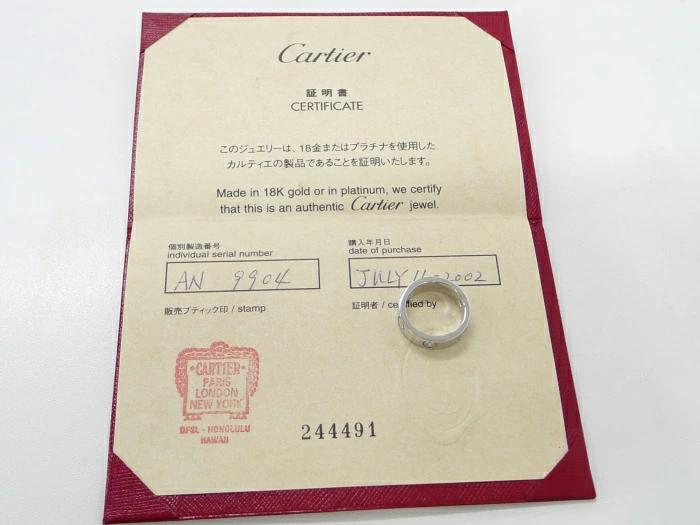 Cartier
証明書
CERTIFICATE
このジュエリーは、18金またはプラチナを使用した
カルティエの製品であることを証明いたします。
Made in 18K gold or in platinum, we certify
that this is an authentic Cartier jewel.
個別製造番号
individual serial number
AN 9904
購入年月日
date of purchase
JULY 11-2002
販売ブティック印 / stamp
証明者 / certified by
CARTIER
PARIS
LONDON
NEW YORK
DFSL - HONOLULU
HAWAII
244491